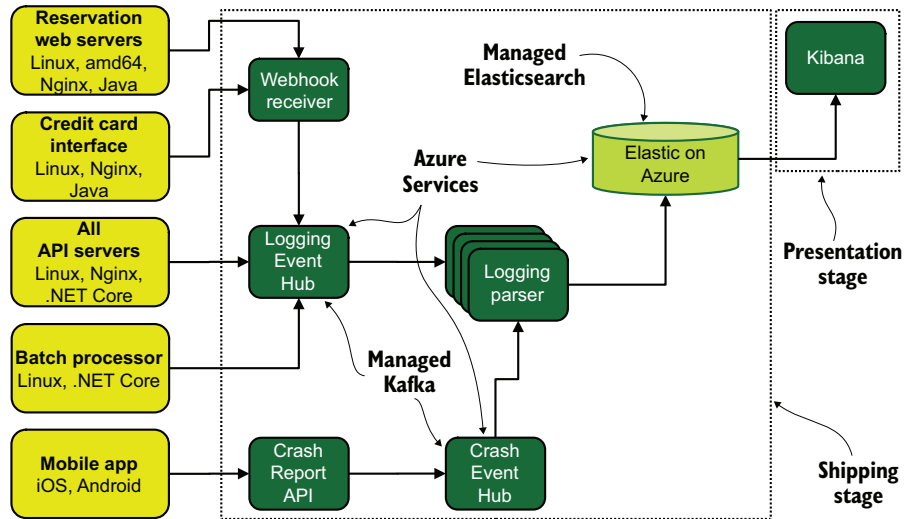 Reservation
web servers
Linux, amd64,
Nginx, Java
Credit card
interface
Linux, Nginx,
Java
All
API servers
Linux, Nginx,
.NET Core
Batch processor
Linux, .NET Core
Mobile app
iOS, Android
Webhook
receiver
Logging
Event
Hub
Crash
Report
API
Managed
Elasticsearch
Azure
Services
Elastic on
Azure
Logging
parser
Managed
Kafka
Crash
Event
Hub
Kibana
Presentation
stage
Shipping
stage